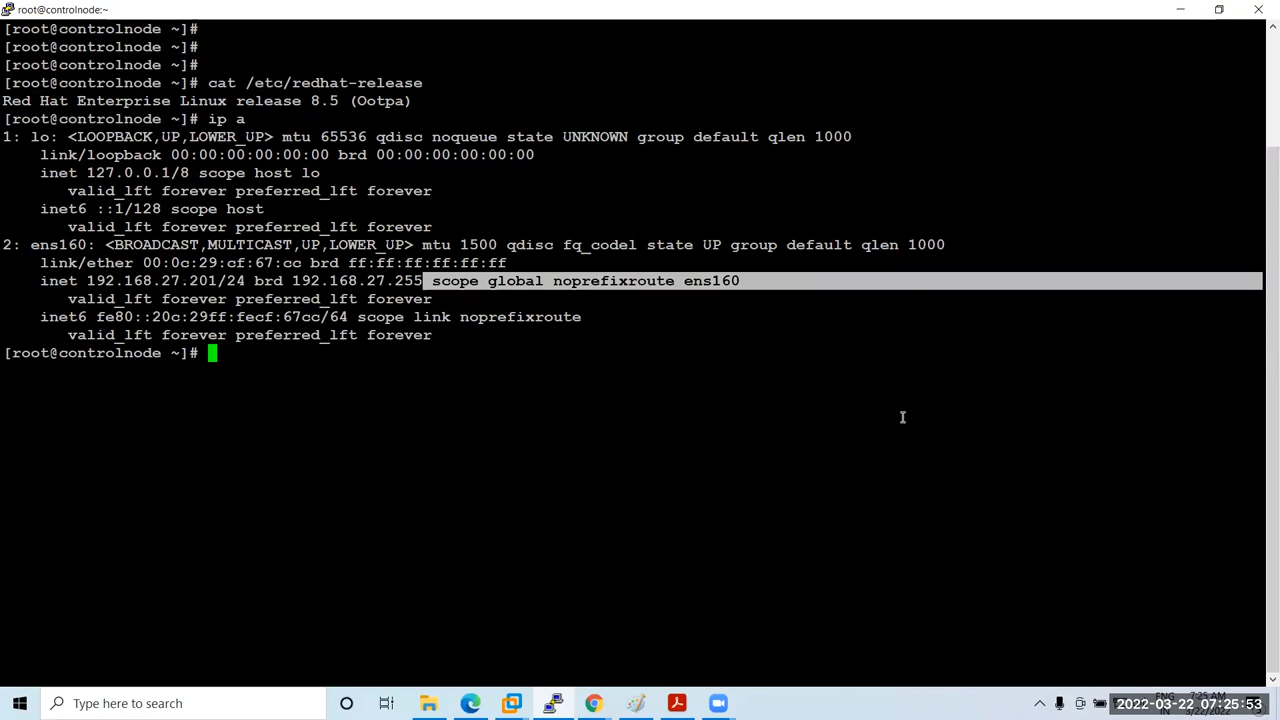 root@controlnode:~
[root@controlnode ~]#
[root@controlnode ~]#
[root@controlnode ~]#
[root@controlnode ~]# cat /etc/redhat-release
Red Hat Enterprise Linux release 8.5 (Ootpa)
[root@controlnode ~]# ip a
1: lo: <LOOPBACK,UP,LOWER_UP> mtu 65536 qdisc noqueue state UNKNOWN group default qlen 1000
    link/loopback 00:00:00:00:00:00 brd 00:00:00:00:00:00
    inet 127.0.0.1/8 scope host lo
       valid_lft forever preferred_lft forever
    inet6 ::1/128 scope host
       valid_lft forever preferred_lft forever
2: ens160: <BROADCAST,MULTICAST,UP,LOWER_UP> mtu 1500 qdisc fq_codel state UP group default qlen 1000
    link/ether 00:0c:29:cf:67:cc brd ff:ff:ff:ff:ff:ff
    inet 192.168.27.201/24 brd 192.168.27.255 scope global noprefixroute ens160
       valid_lft forever preferred_lft forever
    inet6 fe80::20c:29ff:fecf:67cc/64 scope link noprefixroute
       valid_lft forever preferred_lft forever
[root@controlnode ~]#
Type here to search
ENG
7:25 AM
2022-03-22 07:25:53